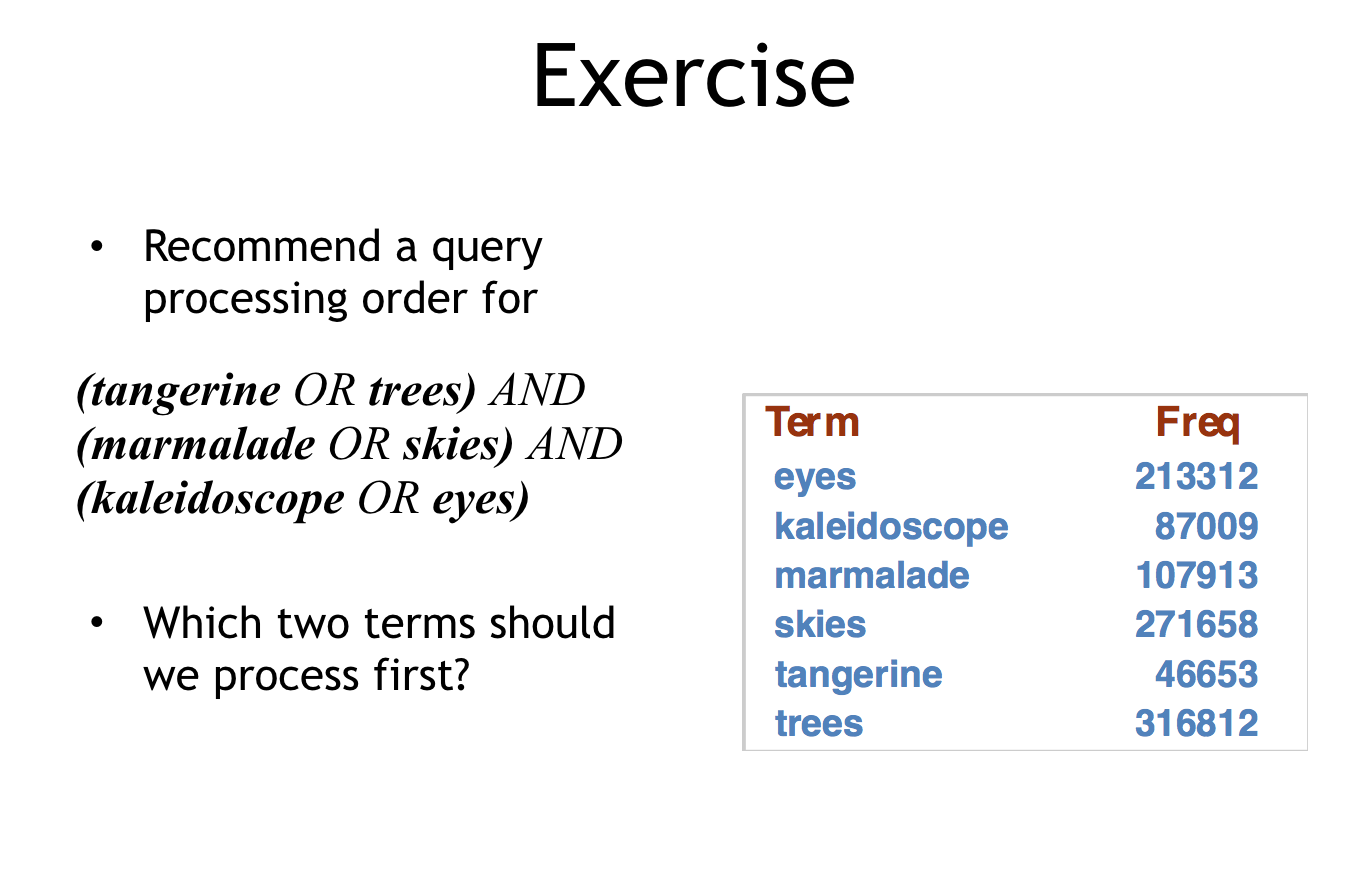 Exercise
• Recommend a query
processing order for
(tangerine OR trees) AND
(marmalade OR skies) AND
(kaleidoscope OR eyes)
• Which two terms should
we process first?
Term Freq
eyes 213312
kaleidoscope 87009
marmalade 107913
skies 271658
tangerine 46653
trees 316812